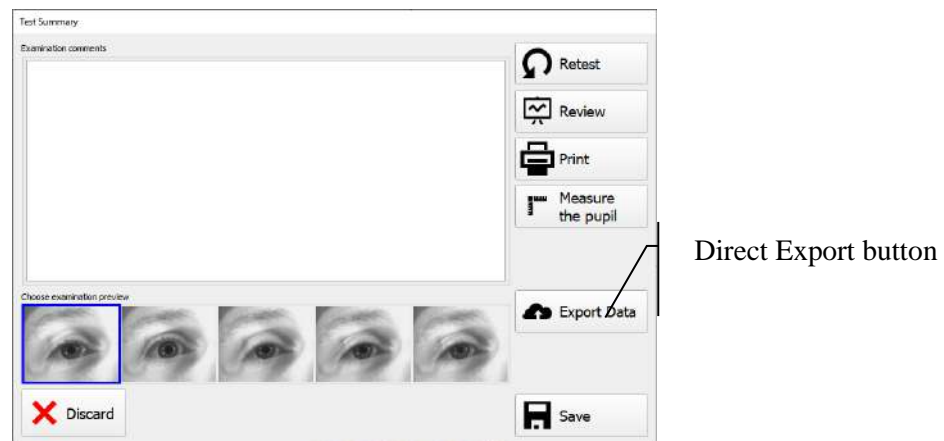 Test Summary
Examination comments
Retest
Review
Print
Measure
the pupil
Direct Export button
Choose examination preview
Export Data
Discard
Save